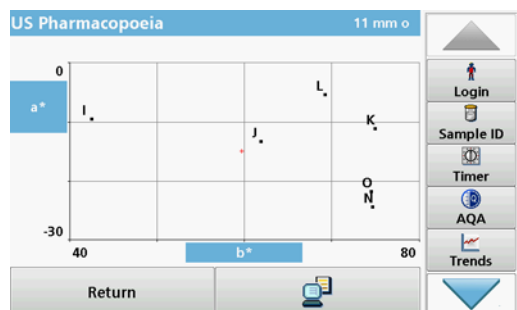 US Pharmacopoeia 11 mm o
0
L
a*
I
K
J
O
N
-30
40 b* 80
Return
Login
Sample ID
Timer
AQA
Trends